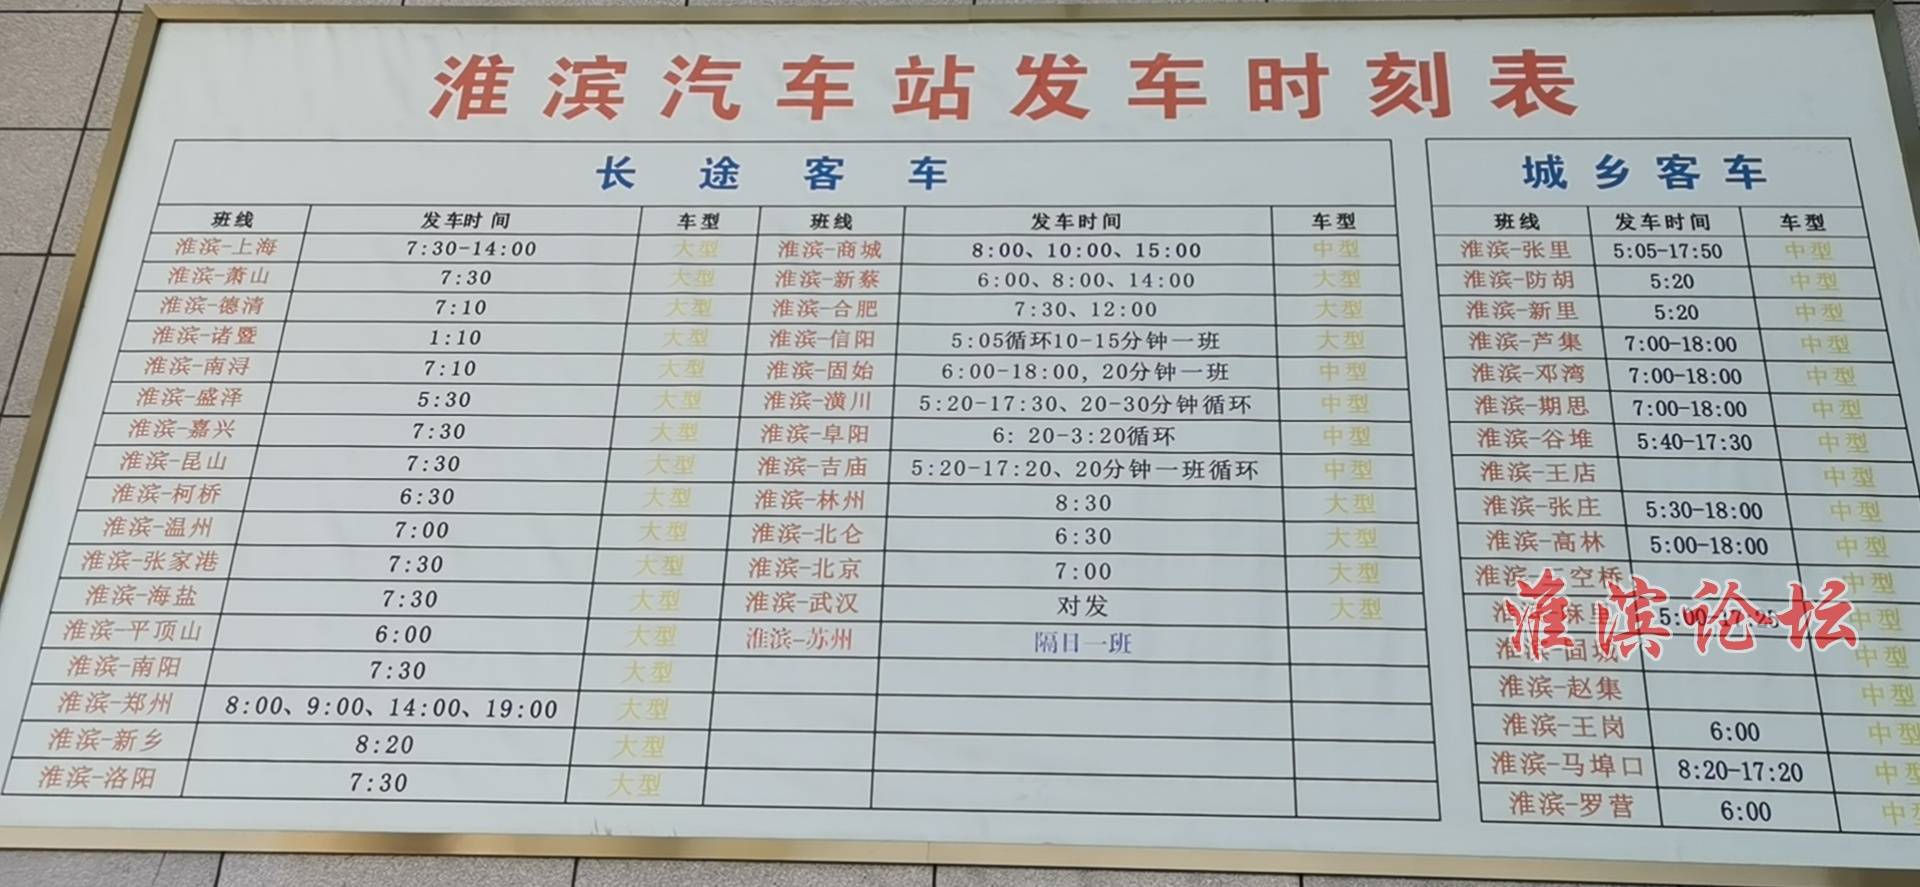 淮滨汽车站发车时刻表
长途客车
班线 发车时间 车型 班线 发车时间 车型
淮滨-上海 7:30-14:00 大型 淮滨-商城 8:00、10:00、15:00 中型
淮滨-萧山 7:30 大型 淮滨-新蔡 6:00、8:00、14:00 大型
淮滨-德清 7:10 大型 淮滨-合肥 7:30、12:00 大型
淮滨-诸暨 1:10 大型 淮滨-信阳 5:05循环10-15分钟一班 大型
淮滨-南浔 7:10 大型 淮滨-固始 6:00-18:00, 20分钟一班 中型
淮滨-盛泽 5:30 大型 淮滨-潢川 5:20-17:30、20-30分钟循环 中型
淮滨-嘉兴 7:30 大型 淮滨-阜阳 6: 20-3:20循环 中型
淮滨-昆山 7:30 大型 淮滨-吉庙 5:20-17:20、20分钟一班循环 中型
淮滨-柯桥 6:30 大型 淮滨-林州 8:30 大型
淮滨-温州 7:00 大型 淮滨-北仑 6:30 大型
淮滨-张家港 7:30 大型 淮滨-北京 7:00 大型
淮滨-海盐 7:30 大型 淮滨-武汉 对发 大型
淮滨-平顶山 6:00 大型 淮滨-苏州 隔日一班
淮滨-南阳 7:30 大型
淮滨-郑州 8:00、9:00、14:00、19:00 大型
淮滨-新乡 8:20 大型
淮滨-洛阳 7:30 大型
城乡客车
班线 发车时间 车型
淮滨-张里 5:05-17:50 中型
淮滨-防胡 5:20 中型
淮滨-新里 5:20 中型
淮滨-芦集 7:00-18:00 中型
淮滨-邓湾 7:00-18:00 中型
淮滨-期思 7:00-18:00 中型
淮滨-谷堆 5:40-17:30 中型
淮滨-王店 中型
淮滨-张庄 5:30-18:00 中型
淮滨-高林 5:00-18:00 中型
淮滨- 空桥 中型
麻里 5:00-17:25 中型
中型
淮滨-赵集 中型
淮滨-王岗 6:00 中型
淮滨-马埠口 8:20-17:20 中型
淮滨-罗营 6:00 中型
淮滨论坛